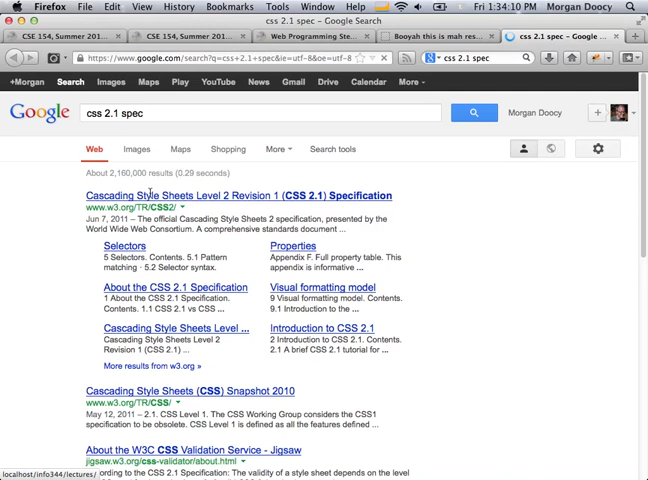 Firefox File Edit View History Bookmarks Tools Window Help Fri 1:34:10 PM Morgan Doocy
css 2.1 spec – Google Search
CSE 154, Summer 201... CSE 154, Summer 201... Web Programming Ste... Booyah this is mah res... css 2.1 spec – Goog...
https://www.google.com/search?q=css+2.1+spec&ie=utf-8&oe=utf-8 css 2.1 spec
+Morgan Search Images Maps Play YouTube News Gmail Drive Calendar More
Google css 2.1 spec Morgan Doocy
Web Images Maps Shopping More Search tools
About 2,160,000 results (0.29 seconds)
Cascading Style Sheets Level 2 Revision 1 (CSS 2.1) Specification
www.w3.org/TR/CSS2/
Jun 7, 2011 – The official Cascading Style Sheets 2 specification, presented by the
World Wide Web Consortium. A comprehensive standards document ...
Selectors Properties
5 Selectors. Contents. 5.1 Pattern Appendix F. Full property table. This
matching · 5.2 Selector syntax. appendix is informative ...
About the CSS 2.1 Specification Visual formatting model
1 About the CSS 2.1 Specification. 9 Visual formatting model. Contents.
Contents. 1.1 CSS 2.1 vs CSS ... 9.1 Introduction to the ...
Cascading Style Sheets Level ... Introduction to CSS 2.1
Cascading Style Sheets Level 2 2 Introduction to CSS 2.1. Contents.
Revision 1 (CSS 2.1) ... 2.1 A brief CSS 2.1 tutorial for ...
More results from w3.org »
Cascading Style Sheets (CSS) Snapshot 2010
www.w3.org/TR/CSS/
May 12, 2011 – 2.1. CSS Level 1. The CSS Working Group considers the CSS1
specification to be obsolete. CSS Level 1 is defined as all the features defined ...
About the W3C CSS Validation Service - Jigsaw
jigsaw.w3.org/css-validator/about.html
ording to the CSS 2.1 Specification: The validity of a style sheet depends on the level
localhost/info344/lectures/